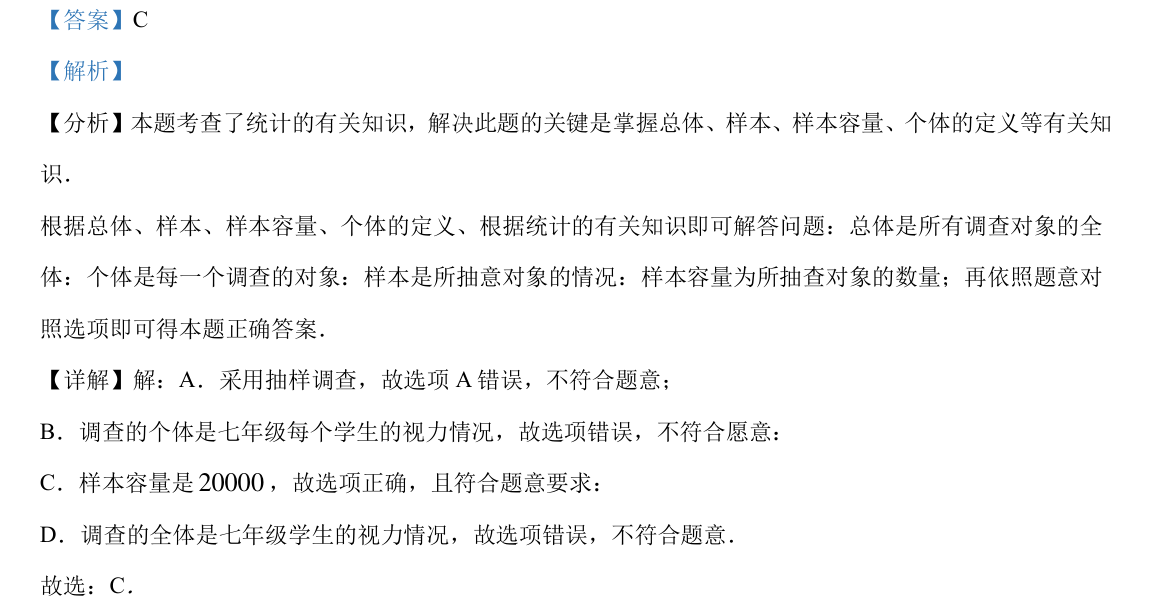 【答案】C
【解析】
【分析】本题考查了统计的有关知识，解决此题的关键是掌握总体、样本、样本容量、个体的定义等有关知
识．
根据总体、样本、样本容量、个体的定义、根据统计的有关知识即可解答问题：总体是所有调查对象的全
体：个体是每一个调查的对象：样本是所抽意对象的情况：样本容量为所抽查对象的数量；再依照题意对
照选项即可得本题正确答案．
【详解】解：A．采用抽样调查，故选项 A 错误，不符合题意；
B．调查的个体是七年级每个学生的视力情况，故选项错误，不符合愿意：
C．样本容量是 20000，故选项正确，且符合题意要求：
D．调查的全体是七年级学生的视力情况，故选项错误，不符合题意．
故选：C．